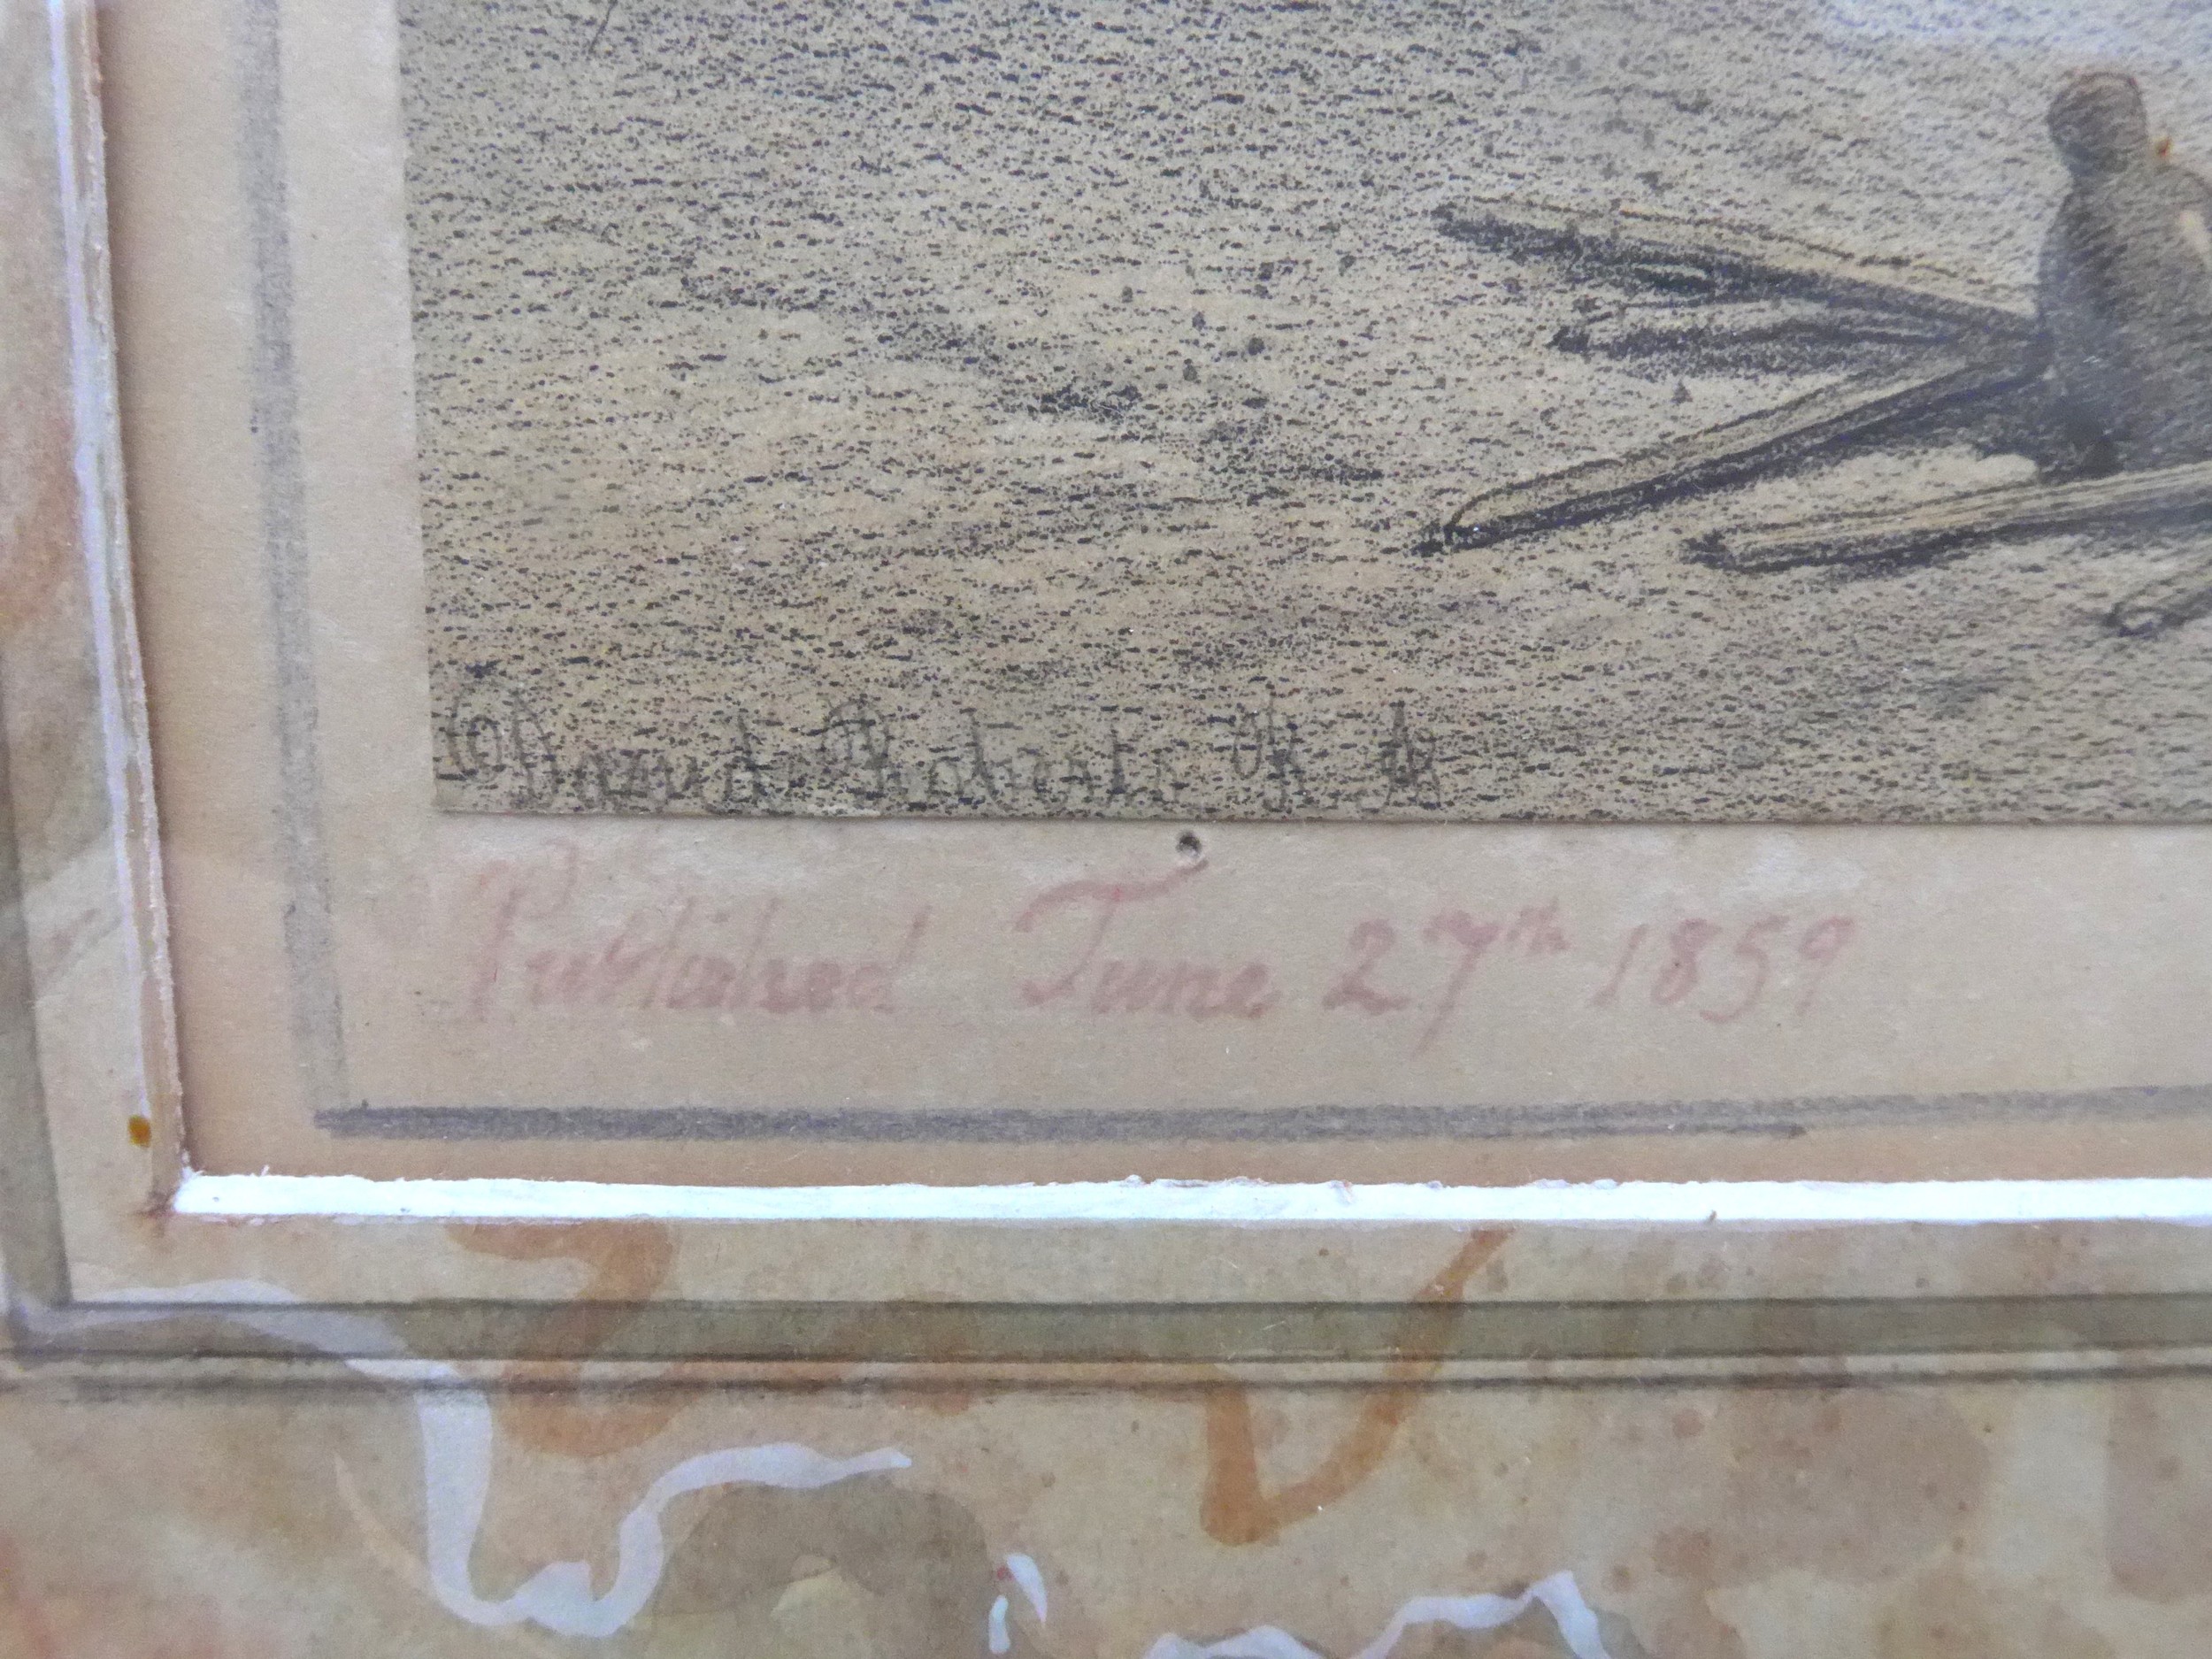 © David Roberts R A
Published June 27th 1859